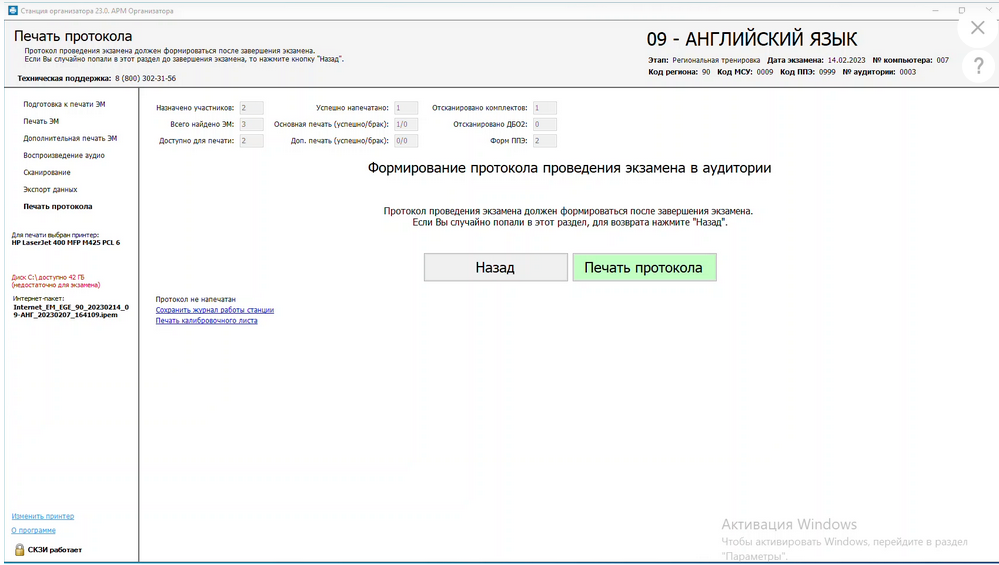 Станция организатора 23.0. АРМ Организатора
Печать протокола
Протокол проведения экзамена должен формироваться после завершения экзамена.
Если Вы случайно попали в этот раздел до завершения экзамена, то нажмите кнопку "Назад".
Техническая поддержка: 8 (800) 302-31-56
09 - АНГЛИЙСКИЙ ЯЗЫК
Этап: Региональная тренировка Дата экзамена: 14.02.2023 № компьютера: 007
Код региона: 90 Код МСУ: 0009 Код ППЭ: 0999 № аудитории: 0003
?
Подготовка к печати ЭМ
Печать ЭМ
Дополнительная печать ЭМ
Воспроизведение аудио
Сканирование
Экспорт данных
Печать протокола
Для печати выбран принтер:
HP LaserJet 400 MFP M425 PCL 6
Диск C:\ доступно 42 ГБ
(недостаточно для экзамена)
Интернет-пакет:
Internet_EM_EGE_90_20230214_0
9-АНГ_20230207_164109.ipem
Изменить принтер
О программе
СКЗИ работает
Назначено участников: 2 Успешно напечатано: 1 Отсканировано комплектов: 1
Всего найдено ЭМ: 3 Основная печать (успешно/брак): 1/0 Отсканировано ДБО2: 0
Доступно для печати: 2 Доп. печать (успешно/брак): 0/0 Форм ППЭ: 2
Формирование протокола проведения экзамена в аудитории
Протокол проведения экзамена должен формироваться после завершения экзамена.
Если Вы случайно попали в этот раздел, для возврата нажмите "Назад".
Назад Печать протокола
Протокол не напечатан
Сохранить журнал работы станции
Печать калибровочного листа
Активация Windows
Чтобы активировать Windows, перейдите в раздел
"Параметры".